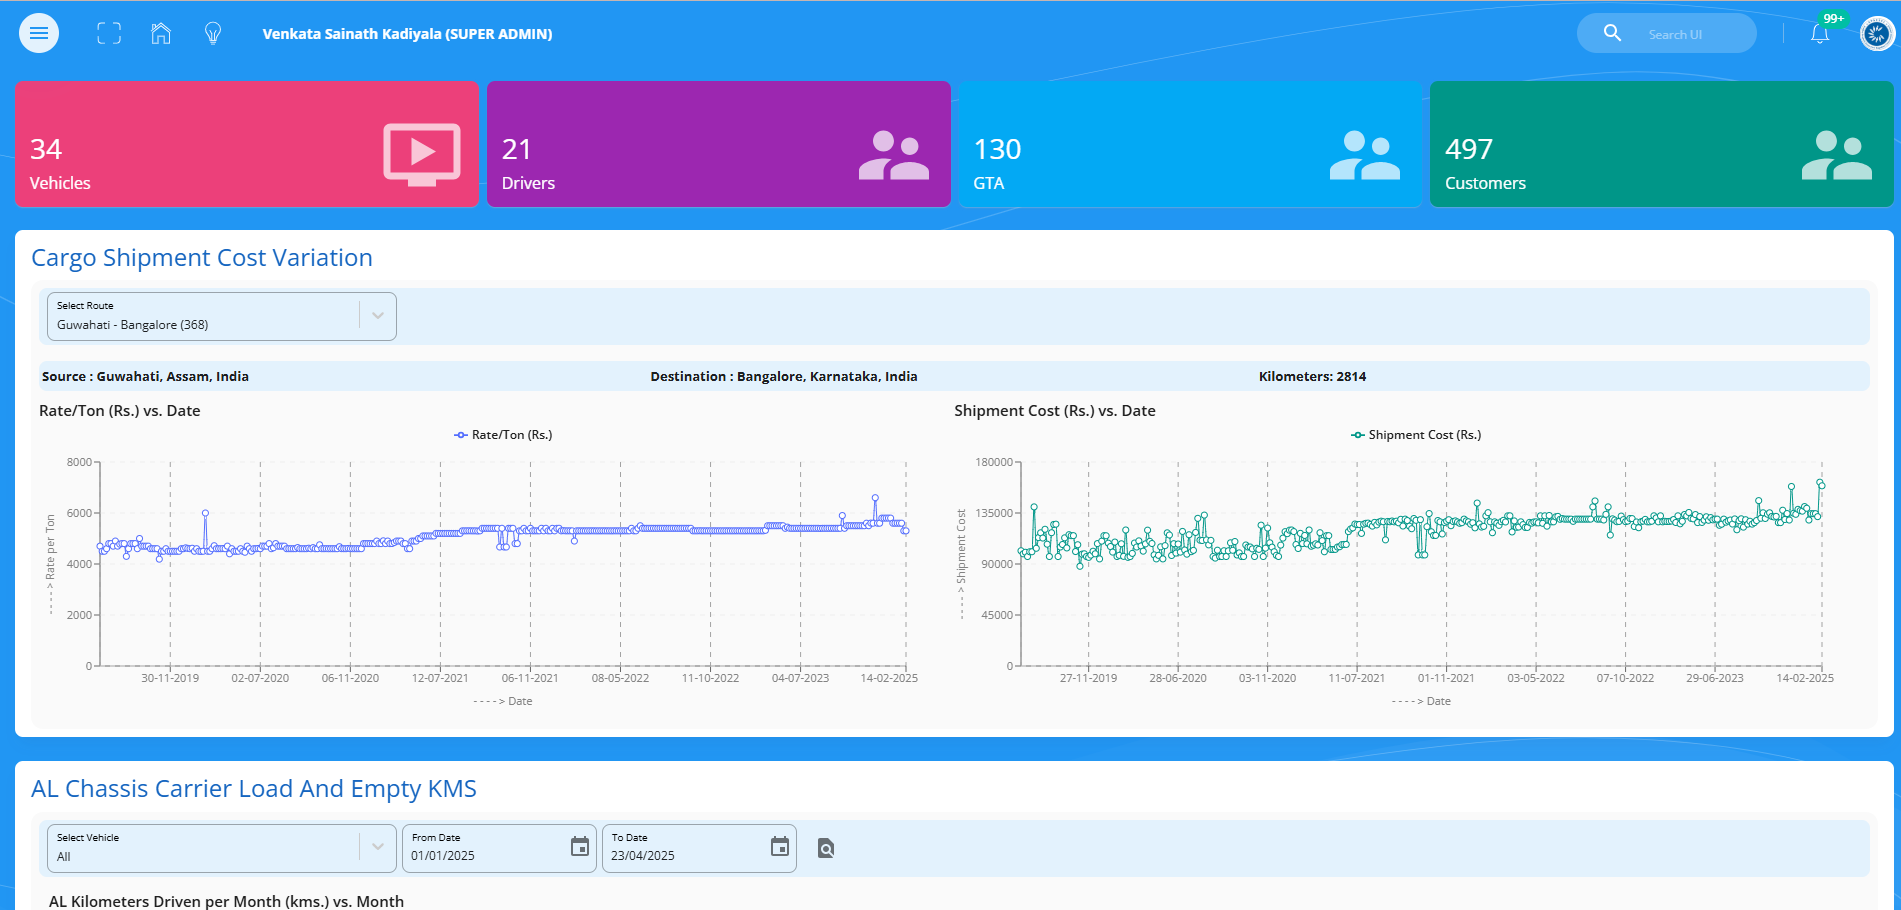 Venkata Sainath Kadiyala (SUPER ADMIN)
Search UI
99+
34
Vehicles
21
Drivers
130
GTA
497
Customers
Cargo Shipment Cost Variation
Select Route
Guwahati - Bangalore (368)
Source : Guwahati, Assam, India
Destination : Bangalore, Karnataka, India
Kilometers: 2814
Rate/Ton (Rs.) vs. Date
Rate/Ton (Rs.)
8000
6000
4000
2000
0
----> Rate per Ton
30-11-2019 02-07-2020 06-11-2020 12-07-2021 06-11-2021 08-05-2022 11-10-2022 04-07-2023 14-02-2025
----> Date
Shipment Cost (Rs.) vs. Date
Shipment Cost (Rs.)
180000
135000
90000
45000
0
----> Shipment Cost
27-11-2019 28-06-2020 03-11-2020 11-07-2021 01-11-2021 03-05-2022 07-10-2022 29-06-2023 14-02-2025
----> Date
AL Chassis Carrier Load And Empty KMS
Select Vehicle
All
From Date
01/01/2025
To Date
23/04/2025
AL Kilometers Driven per Month (kms.) vs. Month